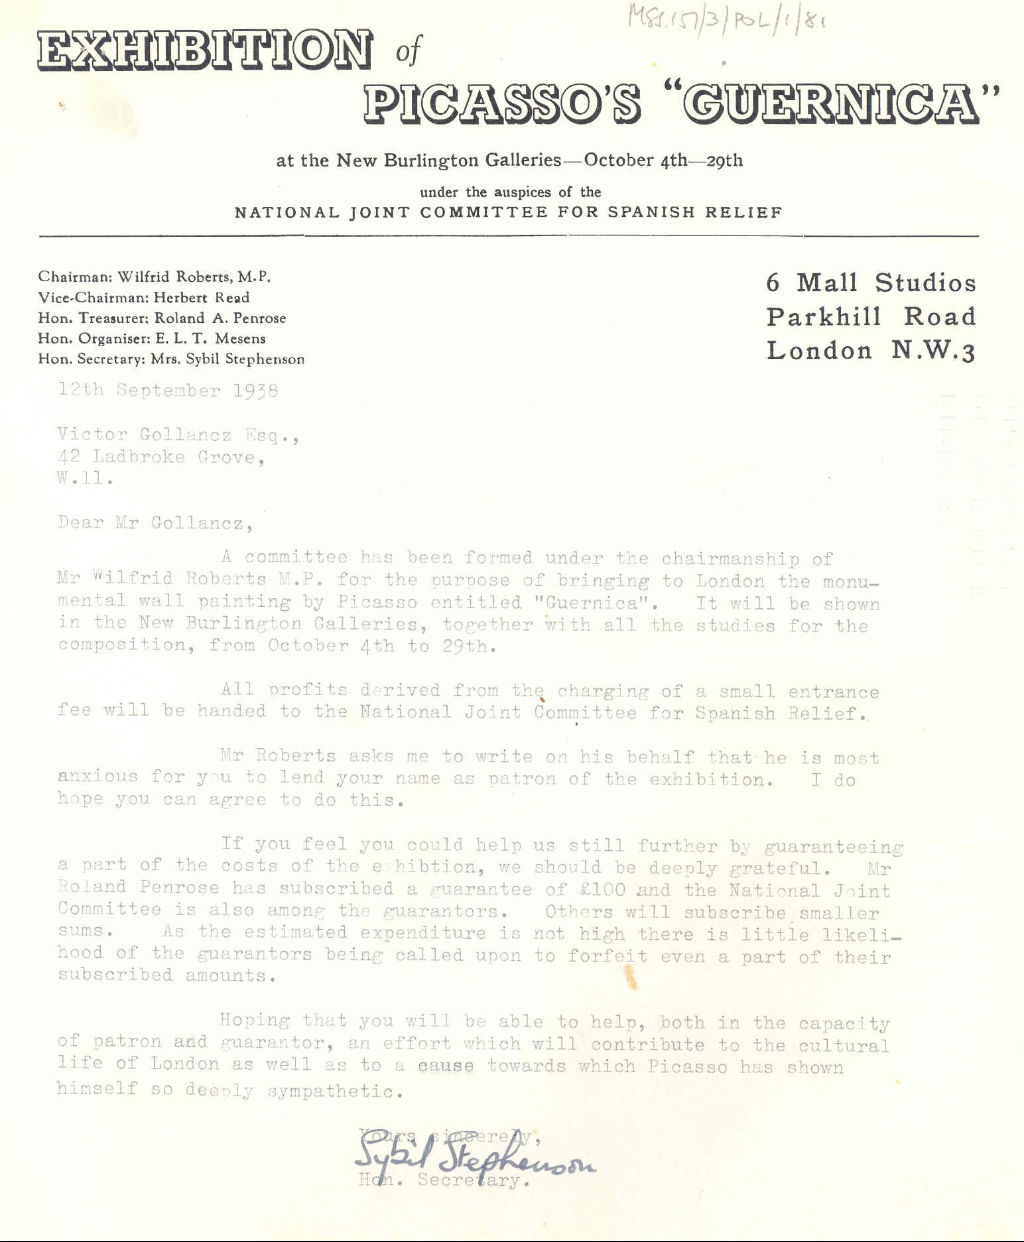 MSS.157/3/POL/1/81
EXHIBITION of
PICASSO'S "GUERNICA"
at the New Burlington Galleries—October 4th—29th
under the auspices of the
NATIONAL JOINT COMMITTEE FOR SPANISH RELIEF
Chairman: Wilfrid Roberts, M.P.
Vice-Chairman: Herbert Read
Hon. Treasurer: Roland A. Penrose
Hon. Organiser: E. L. T. Mesens
Hon. Secretary: Mrs. Sybil Stephenson
6 Mall Studios
Parkhill Road
London N.W.3
12th September 1938
Victor Gollancz Esq.,
42 Ladbroke Grove,
W.11.
Dear Mr Gollancz,
A committee has been formed under the chairmanship of
Mr Wilfrid Roberts M.P. for the purpose of bringing to London the monu-
mental wall painting by Picasso entitled "Guernica". It will be shown
in the New Burlington Galleries, together with all the studies for the
composition, from October 4th to 29th.
All profits derived from the charging of a small entrance
fee will be handed to the National Joint Committee for Spanish Relief.
Mr Roberts asks me to write on his behalf that he is most
anxious for you to lend your name as patron of the exhibition. I do
hope you can agree to do this.
If you feel you could help us still further by guaranteeing
a part of the costs of the exhibtion, we should be deeply grateful. Mr
Roland Penrose has subscribed a guarantee of £100 and the National Joint
Committee is also among the guarantors. Others will subscribe smaller
sums. As the estimated expenditure is not high there is little likeli-
hood of the guarantors being called upon to forfeit even a part of their
subscribed amounts.
Hoping that you will be able to help, both in the capacity
of patron and guarantor, an effort which will contribute to the cultural
life of London as well as to a cause towards which Picasso has shown
himself so deeply sympathetic.
Yours sincerely,
Sybil Stephenson
Hon. Secretary.